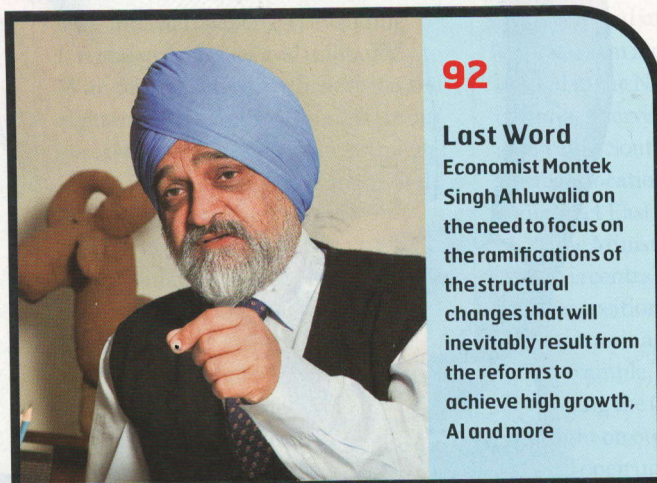 92
Last Word
Economist Montek
Singh Ahluwalia on
the need to focus on
the ramifications of
the structural
changes that will
inevitably result from
the reforms to
achieve high growth,
AI and more